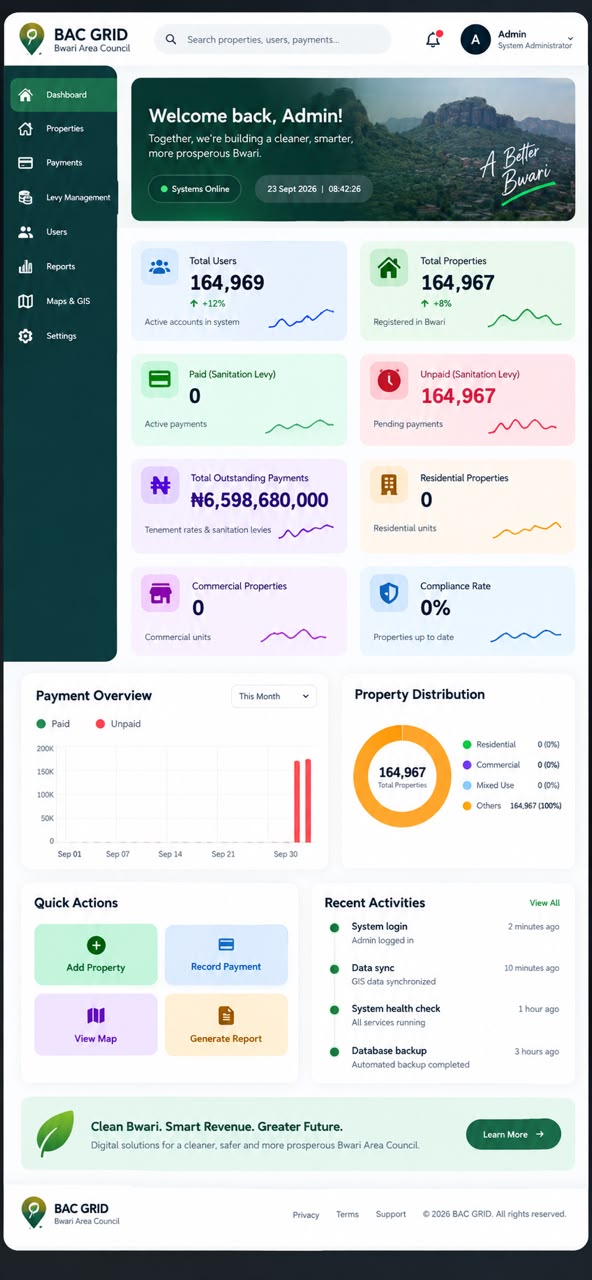 BAC GRID
Bwari Area Council
Search properties, users, payments...
A
Admin
System Administrator
Dashboard
Properties
Payments
Levy Management
Users
Reports
Maps & GIS
Settings
Welcome back, Admin!
Together, we're building a cleaner, smarter,
more prosperous Bwari.
Systems Online
23 Sept 2026 | 08:42:26
A Better
Bwari
Total Users
164,969
+12%
Active accounts in system
Total Properties
164,967
+8%
Registered in Bwari
Paid (Sanitation Levy)
0
Active payments
Unpaid (Sanitation Levy)
164,967
Pending payments
₦
Total Outstanding Payments
₦6,598,680,000
Tenement rates & sanitation levies
Residential Properties
0
Residential units
Commercial Properties
0
Commercial units
Compliance Rate
0%
Properties up to date
Payment Overview
This Month
Paid
Unpaid
200K
150K
100K
50K
0
Sep 01
Sep 07
Sep 14
Sep 21
Sep 30
Property Distribution
164,967
Total Properties
Residential 0 (0%)
Commercial 0 (0%)
Mixed Use 0 (0%)
Others 164,967 (100%)
Quick Actions
Add Property
Record Payment
View Map
Generate Report
Recent Activities
View All
System login
2 minutes ago
Admin logged in
Data sync
10 minutes ago
GIS data synchronized
System health check
1 hour ago
All services running
Database backup
3 hours ago
Automated backup completed
Clean Bwari. Smart Revenue. Greater Future.
Digital solutions for a cleaner, safer and more prosperous Bwari Area Council.
Learn More →
BAC GRID
Bwari Area Council
Privacy
Terms
Support
© 2026 BAC GRID. All rights reserved.